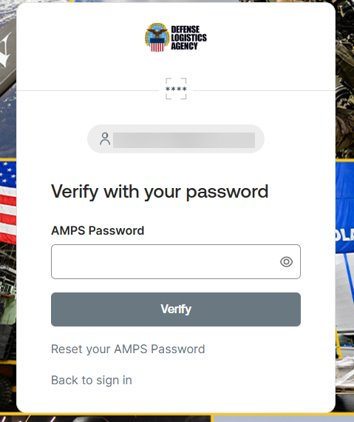 DEFENSE
LOGISTICS
AGENCY
****
Verify with your password
AMPS Password
Verify
Reset your AMPS Password
Back to sign in